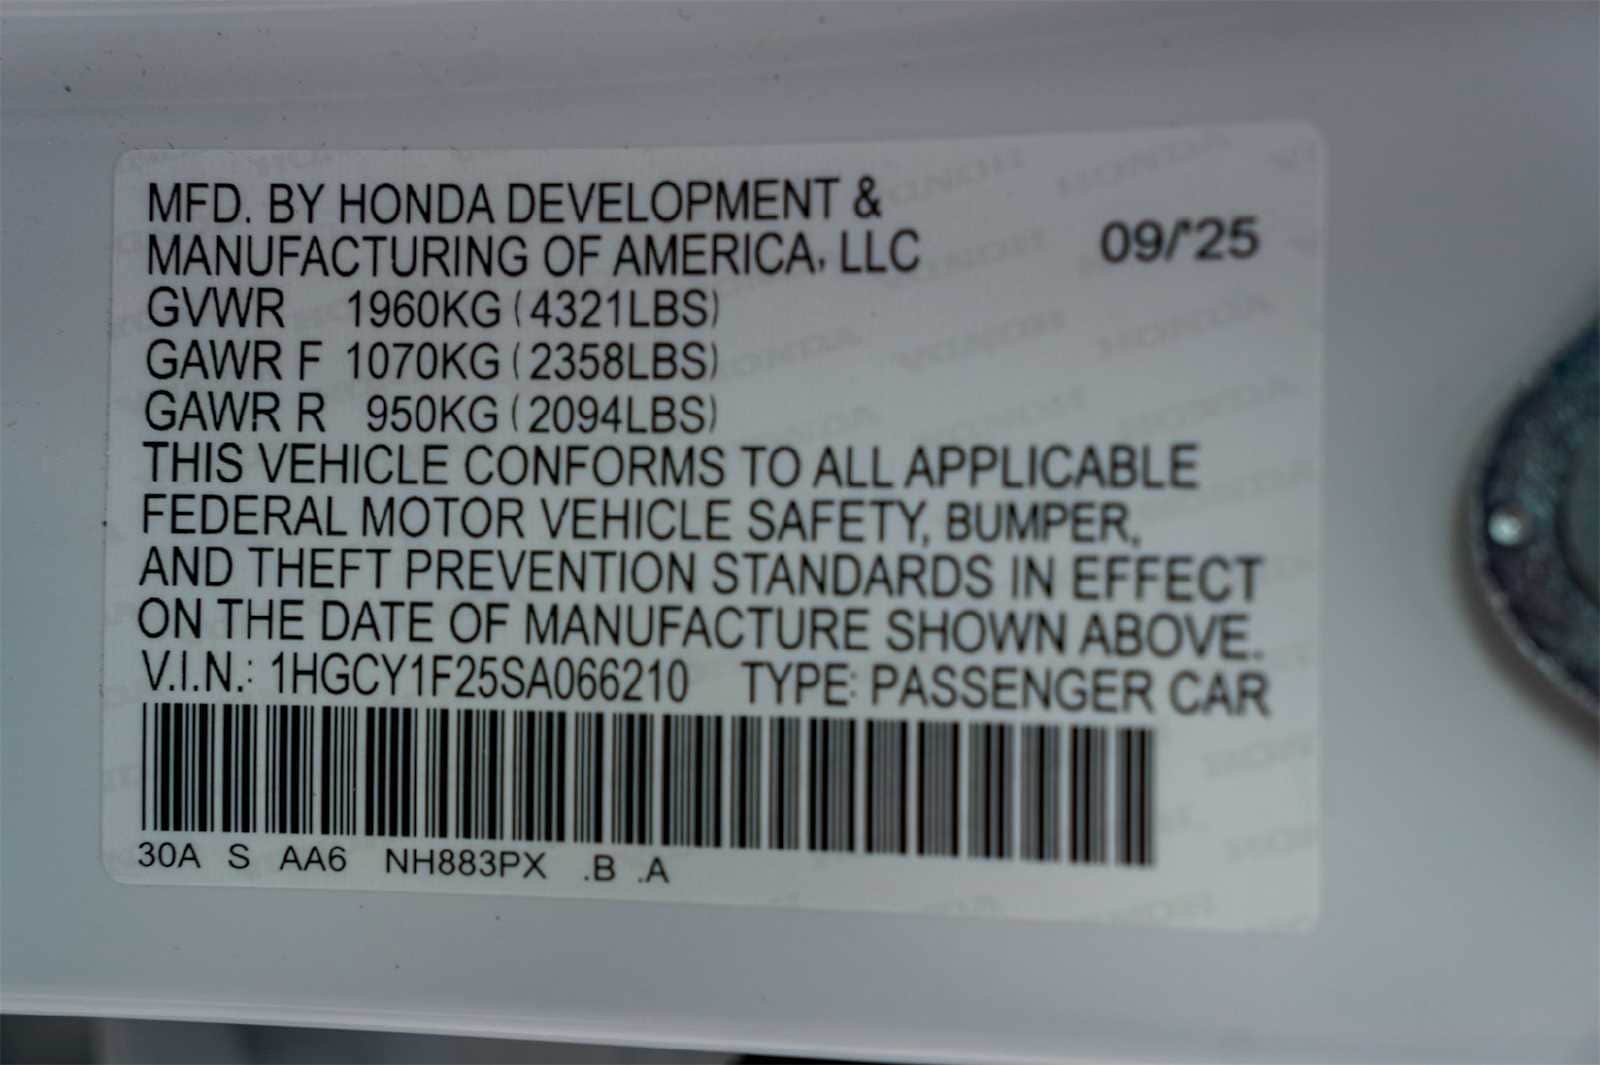 MFD. BY HONDA DEVELOPMENT &
MANUFACTURING OF AMERICA, LLC 09/'25
GVWR 1960KG (4321LBS)
GAWR F 1070KG (2358LBS)
GAWR R 950KG (2094LBS)
THIS VEHICLE CONFORMS TO ALL APPLICABLE
FEDERAL MOTOR VEHICLE SAFETY, BUMPER,
AND THEFT PREVENTION STANDARDS IN EFFECT
ON THE DATE OF MANUFACTURE SHOWN ABOVE.
V.I.N.: 1HGCY1F25SA066210 TYPE: PASSENGER CAR
30A S AA6 NH883PX .B .A